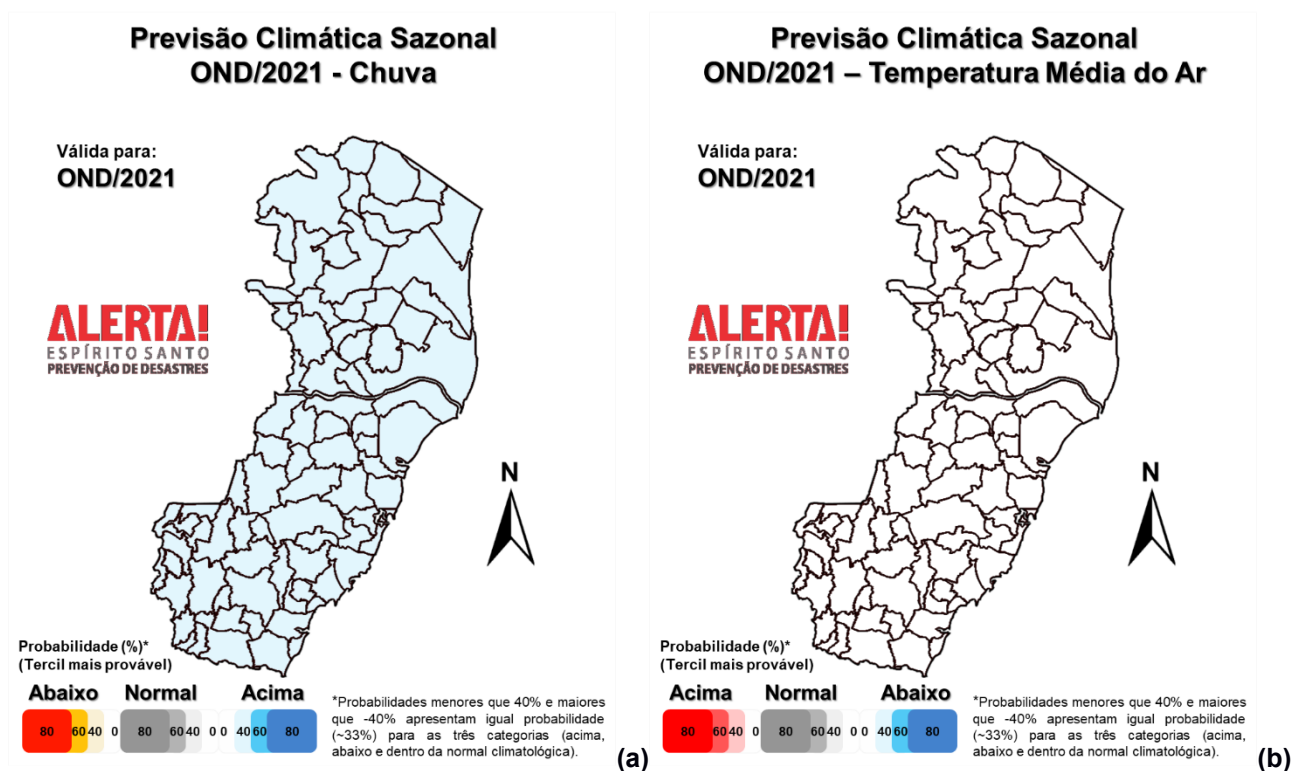 Previsão Climática Sazonal
OND/2021 - Chuva
Válida para:
OND/2021
ALERTA!
ESPÍRITO SANTO
PREVENÇÃO DE DESASTRES
N
Probabilidade (%)*
(Tercil mais provável)
Abaixo Normal Acima
80 60 40 0 80 60 40 0 0 40 60 80
*Probabilidades menores que 40% e maiores
que -40% apresentam igual probabilidade
(~33%) para as três categorias (acima,
abaixo e dentro da normal climatológica).
(a)
Previsão Climática Sazonal
OND/2021 – Temperatura Média do Ar
Válida para:
OND/2021
ALERTA!
ESPÍRITO SANTO
PREVENÇÃO DE DESASTRES
N
Probabilidade (%)*
(Tercil mais provável)
Acima Normal Abaixo
80 60 40 0 80 60 40 0 0 40 60 80
*Probabilidades menores que 40% e maiores
que -40% apresentam igual probabilidade
(~33%) para as três categorias (acima,
abaixo e dentro da normal climatológica).
(b)